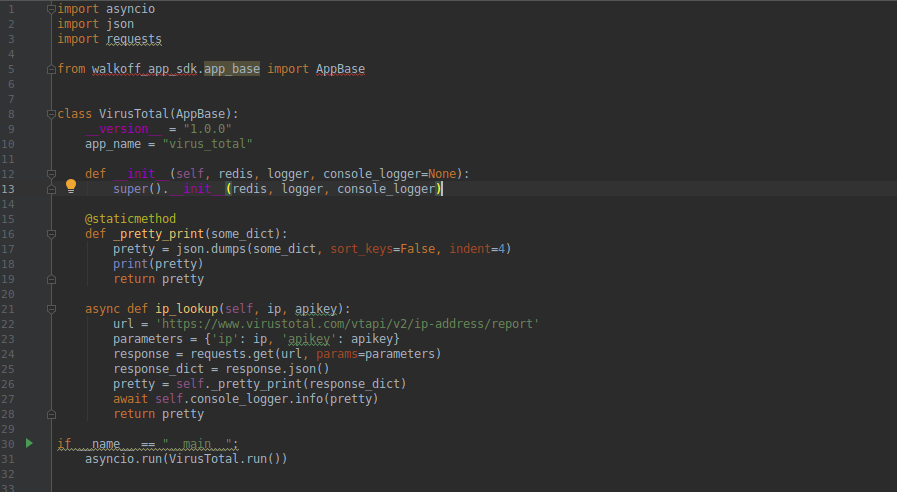 1 import asyncio
2 import json
3 import requests
4
5 from walkoff_app_sdk.app_base import AppBase
6
7
8 class VirusTotal(AppBase):
9     __version__ = "1.0.0"
10     app_name = "virus_total"
11
12     def __init__(self, redis, logger, console_logger=None):
13         super().__init__(redis, logger, console_logger)
14
15     @staticmethod
16     def _pretty_print(some_dict):
17         pretty = json.dumps(some_dict, sort_keys=False, indent=4)
18         print(pretty)
19         return pretty
20
21     async def ip_lookup(self, ip, apikey):
22         url = 'https://www.virustotal.com/vtapi/v2/ip-address/report'
23         parameters = {'ip': ip, 'apikey': apikey}
24         response = requests.get(url, params=parameters)
25         response_dict = response.json()
26         pretty = self._pretty_print(response_dict)
27         await self.console_logger.info(pretty)
28         return pretty
29
30 if __name__ == "__main__":
31     asyncio.run(VirusTotal.run())
32
33